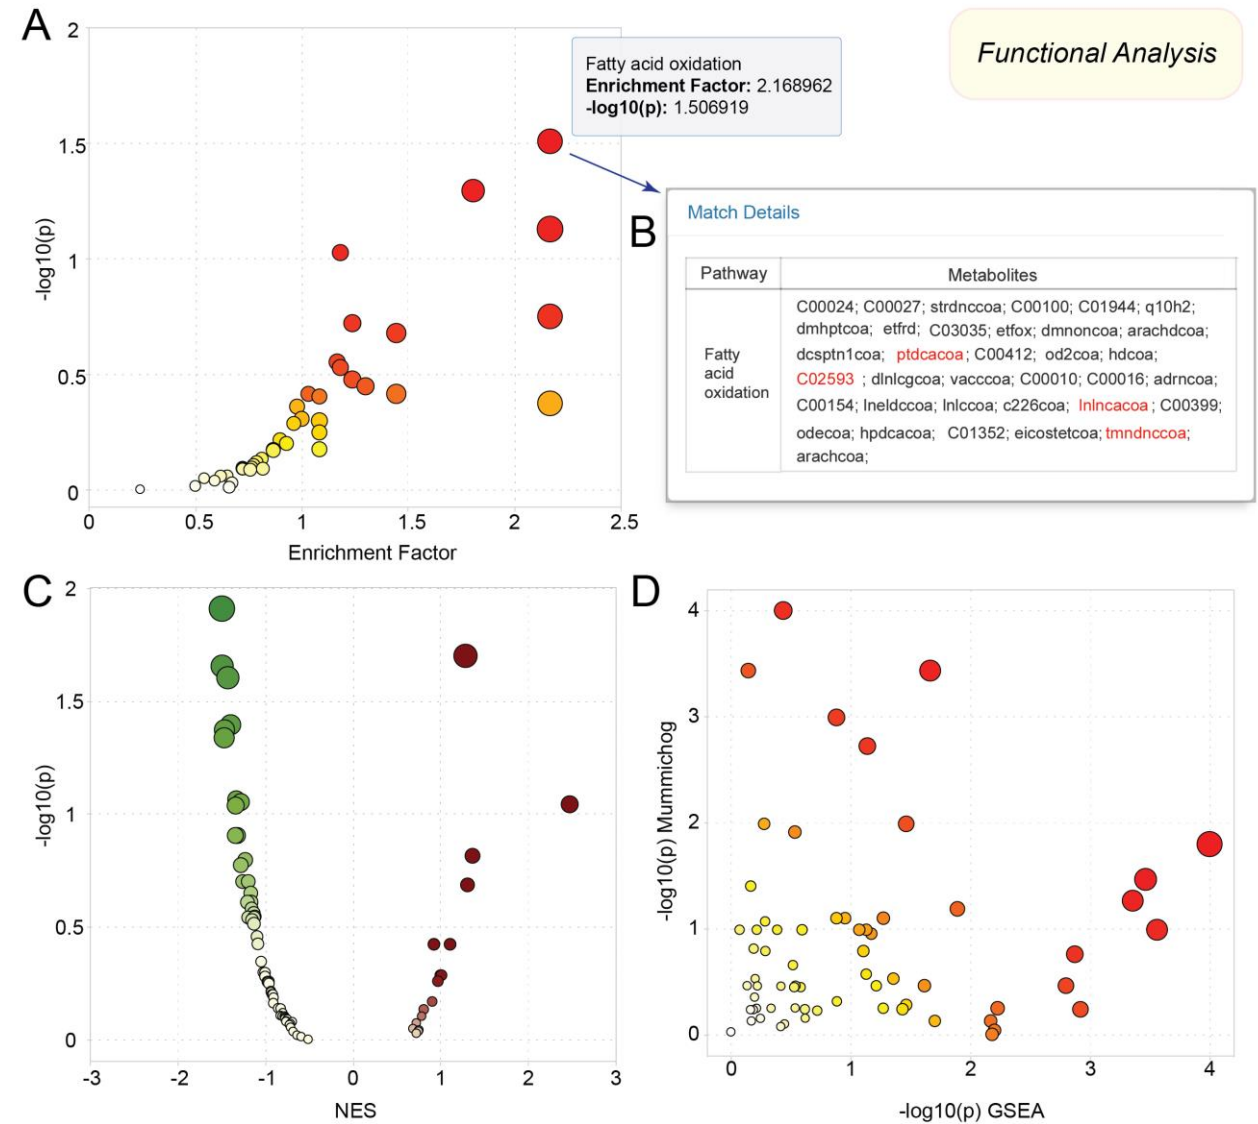 A
Functional Analysis
Fatty acid oxidation
Enrichment Factor: 2.168962
-log10(p): 1.506919
2
1.5
1
0.5
0
-log10(p)
0
0.5
1
1.5
2
2.5
Enrichment Factor
B
Match Details
Pathway
Metabolites
Fatty
acid
oxidation
C00024; C00027; strdnccoa; C00100; C01944; q10h2;
dmhptcoa; etfrd; C03035; etfox; dmnoncoa; arachdcoa;
dcsptn1coa; ptdcacoa; C00412; od2coa; hdcoa;
C02593 ; dlnlcgcoa; vacccoa; C00010; C00016; adrncoa;
C00154; lneldccoa; lnlccoa; c226coa; lnlncacoa; C00399;
odecoa; hpdcacoa; C01352; eicostetcoa; tmndnccoa;
arachcoa;
C
2
1.5
1
0.5
0
-log10(p)
-3
-2
-1
0
1
2
3
NES
D
4
3
2
1
0
-log10(p) Mummichog
0
1
2
3
4
-log10(p) GSEA